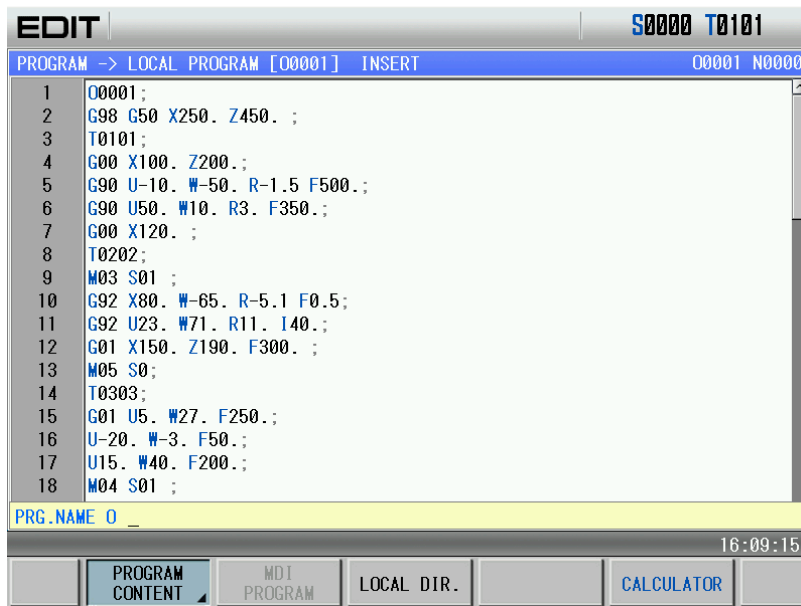 EDIT S0000 T0101
PROGRAM -> LOCAL PROGRAM [O0001] INSERT O0001 N0000
1 O0001;
2 G98 G50 X250. Z450. ;
3 T0101;
4 G00 X100. Z200.;
5 G90 U-10. W-50. R-1.5 F500.;
6 G90 U50. W10. R3. F350.;
7 G00 X120. ;
8 T0202;
9 M03 S01 ;
10 G92 X80. W-65. R-5.1 F0.5;
11 G92 U23. W71. R11. I40.;
12 G01 X150. Z190. F300. ;
13 M05 S0;
14 T0303;
15 G01 U5. W27. F250.;
16 U-20. W-3. F50.;
17 U15. W40. F200.;
18 M04 S01 ;
PRG.NAME O _
16:09:15
PROGRAM CONTENT
MDI PROGRAM
LOCAL DIR.
CALCULATOR